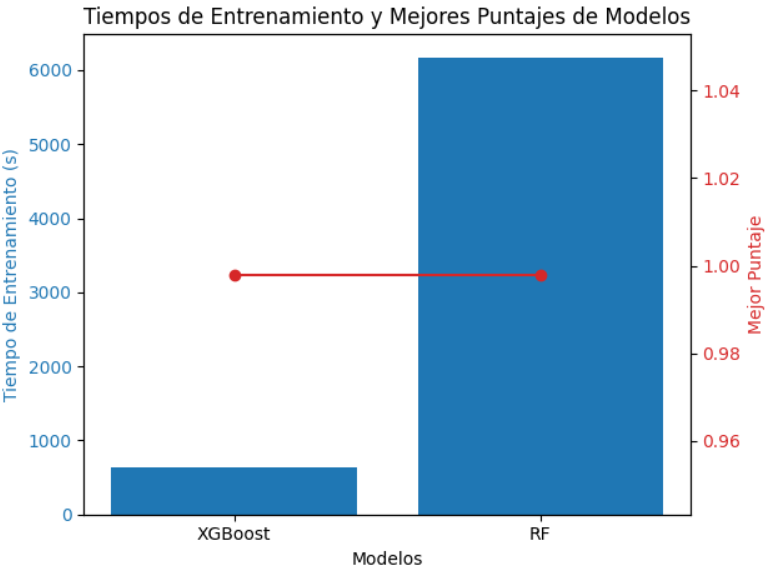 Tiempos de Entrenamiento y Mejores Puntajes de Modelos
Tiempo de Entrenamiento (s)
6000
5000
4000
3000
2000
1000
0
1.04
1.02
1.00
0.98
0.96
Mejor Puntaje
XGBoost
RF
Modelos